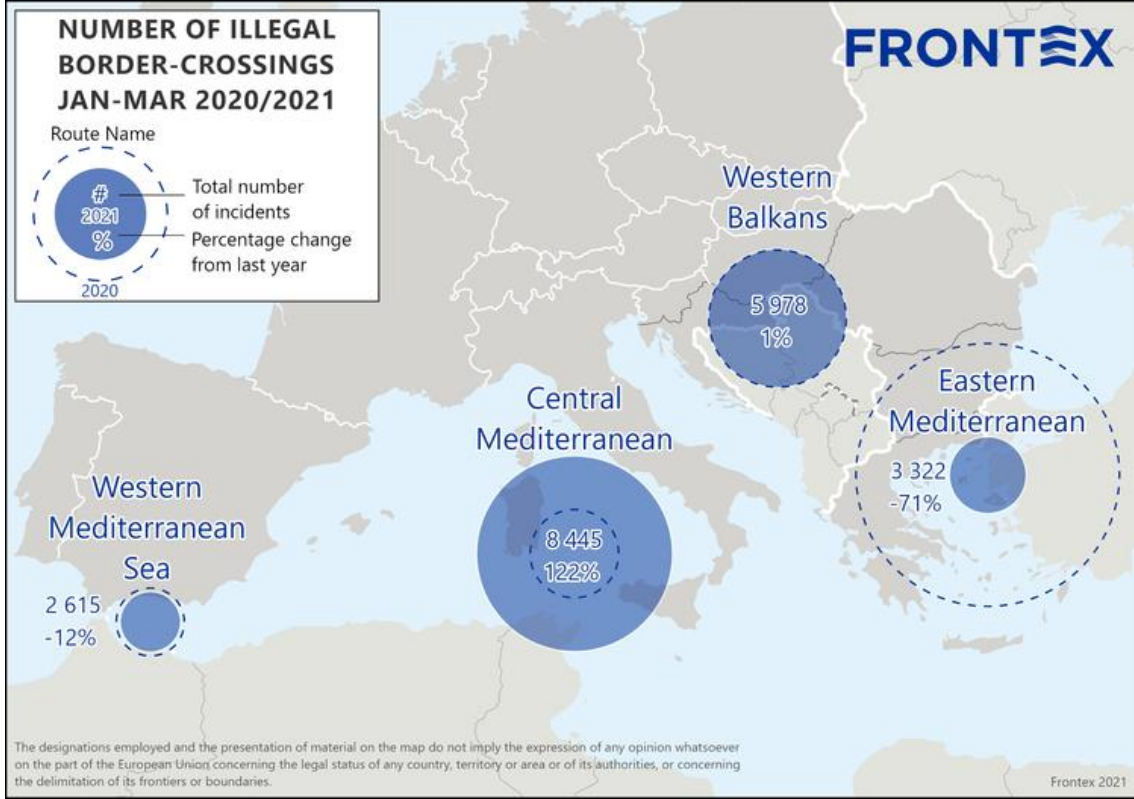 NUMBER OF ILLEGAL
BORDER-CROSSINGS
JAN-MAR 2020/2021
Route Name
#
2021
%
Total number
of incidents
Percentage change
from last year
2020
FRONTEX
Western
Balkans
5 978
1%
Eastern
Mediterranean
3 322
-71%
Central
Mediterranean
8 445
122%
Western
Mediterranean
Sea
2 615
-12%
The designations employed and the presentation of material on the map do not imply the expression of any opinion whatsoever
on the part of the European Union concerning the legal status of any country, territory or area or of its authorities, or concerning
the delimitation of its frontiers or boundaries.
Frontex 2021